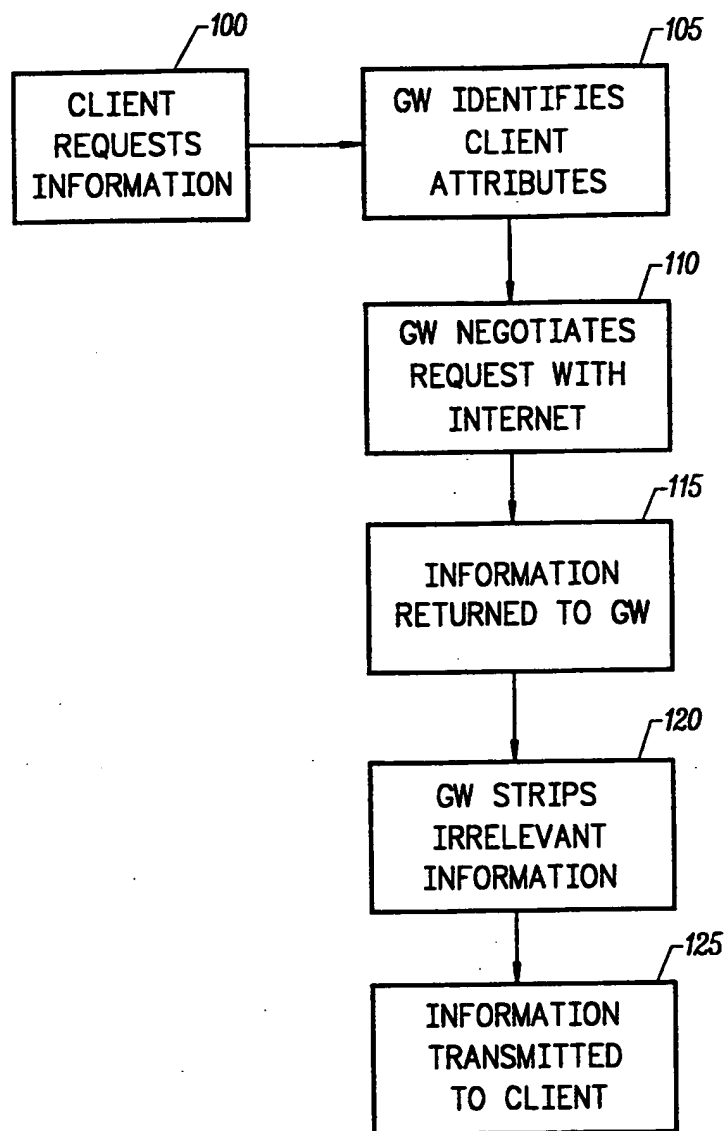 100
CLIENT
REQUESTS
INFORMATION
105
GW IDENTIFIES
CLIENT
ATTRIBUTES
110
GW NEGOTIATES
REQUEST WITH
INTERNET
115
INFORMATION
RETURNED TO GW
120
GW STRIPS
IRRELEVANT
INFORMATION
125
INFORMATION
TRANSMITTED
TO CLIENT